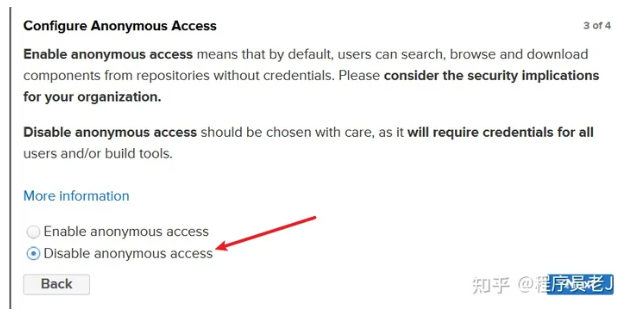 Configure Anonymous Access
3 of 4
Enable anonymous access means that by default, users can search, browse and download
components from repositories without credentials. Please consider the security implications
for your organization.
Disable anonymous access should be chosen with care, as it will require credentials for all
users and/or build tools.
More information
Enable anonymous access
Disable anonymous access
Back
Next
知乎 @程序员老J